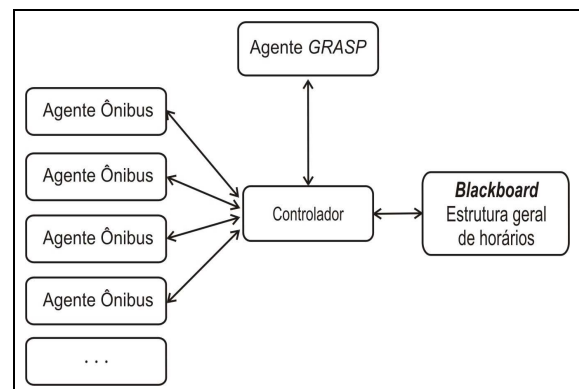 Agente GRASP
Agente Ônibus
Agente Ônibus
Agente Ônibus
Agente Ônibus
. . .
Controlador
Blackboard
Estrutura geral
de horários